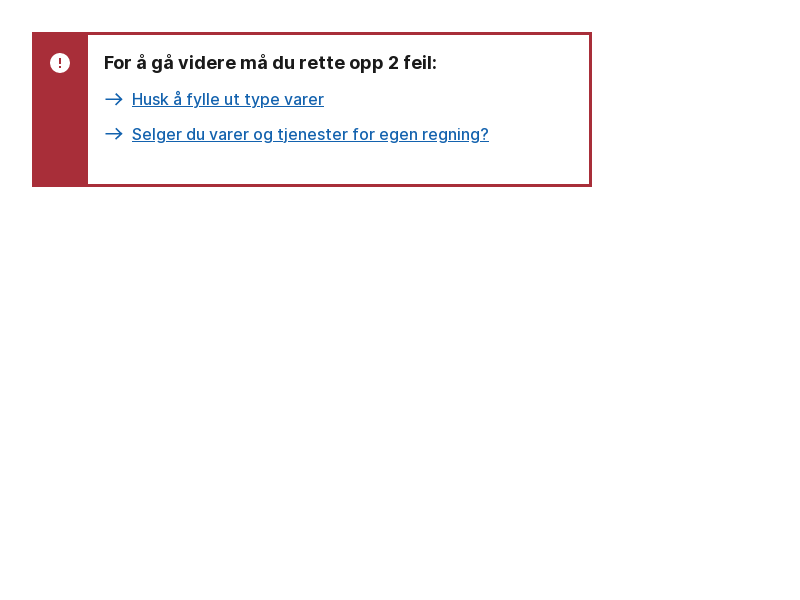 For å gå videre må du rette opp 2 feil:
Husk å fylle ut type varer
Selger du varer og tjenester for egen regning?